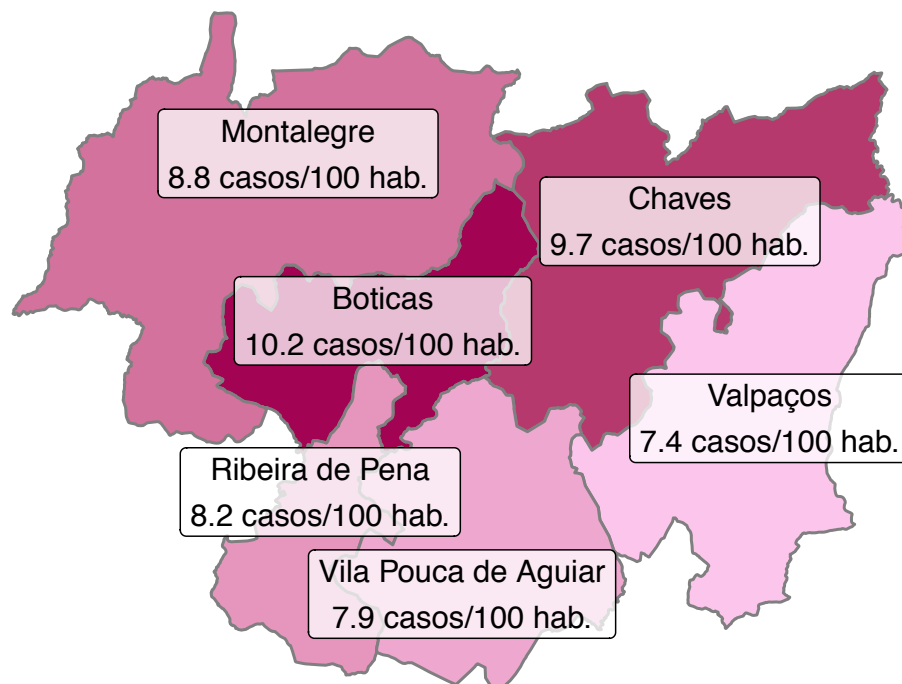 Montalegre
8.8 casos/100 hab.
Chaves
9.7 casos/100 hab.
Boticas
10.2 casos/100 hab.
Valpaços
7.4 casos/100 hab.
Ribeira de Pena
8.2 casos/100 hab.
Vila Pouca de Aguiar
7.9 casos/100 hab.